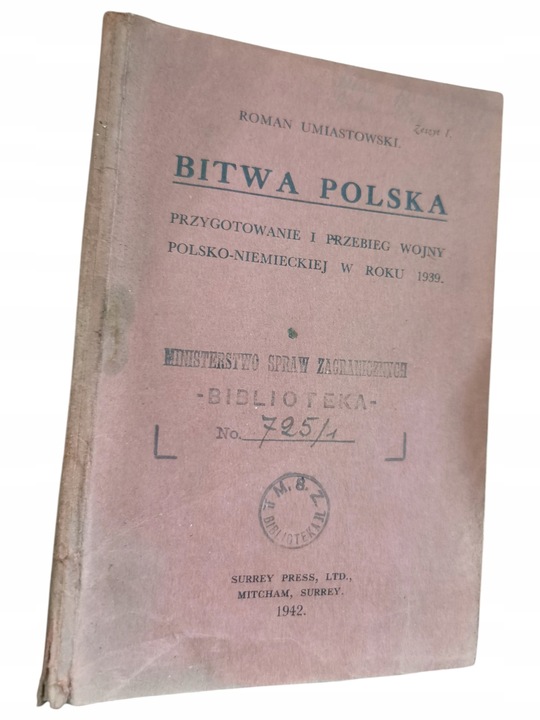 ROMAN UMIASTOWSKI.
Zeszyt I.
BITWA POLSKA
PRZYGOTOWANIE I PRZEBIEG WOJNY
POLSKO-NIEMIECKIEJ W ROKU 1939.
MINISTERSTWO SPRAW ZAGRANICZNYCH
-BIBLIOTEKA-
No. 725/1
M. S. Z.
BIBLIOTEKA
SURREY PRESS, LTD.,
MITCHAM, SURREY.
1942.